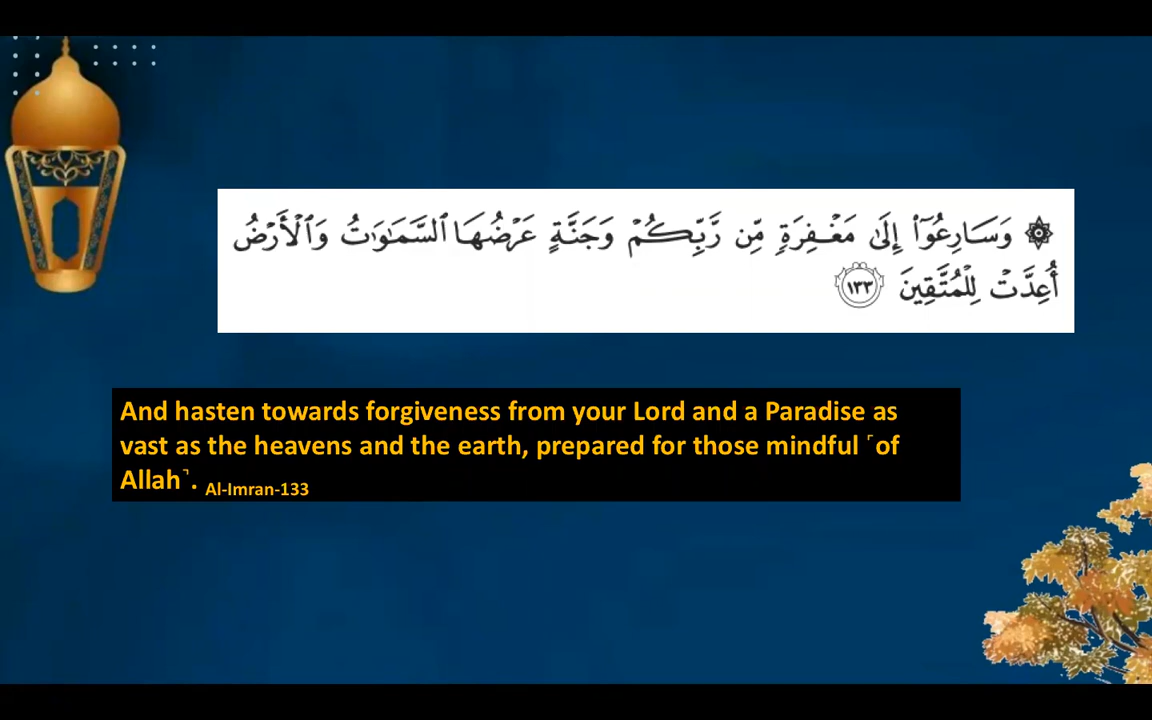 ۞ وَسَارِعُوٓا۟ إِلَىٰ مَغْفِرَةٍ مِّن رَّبِّكُمْ وَجَنَّةٍ عَرْضُهَا ٱلسَّمَـٰوَٰتُ وَٱلْأَرْضُ
أُعِدَّتْ لِلْمُتَّقِينَ ١٣٣
And hasten towards forgiveness from your Lord and a Paradise as
vast as the heavens and the earth, prepared for those mindful ˹of
Allah˺. Al-Imran-133